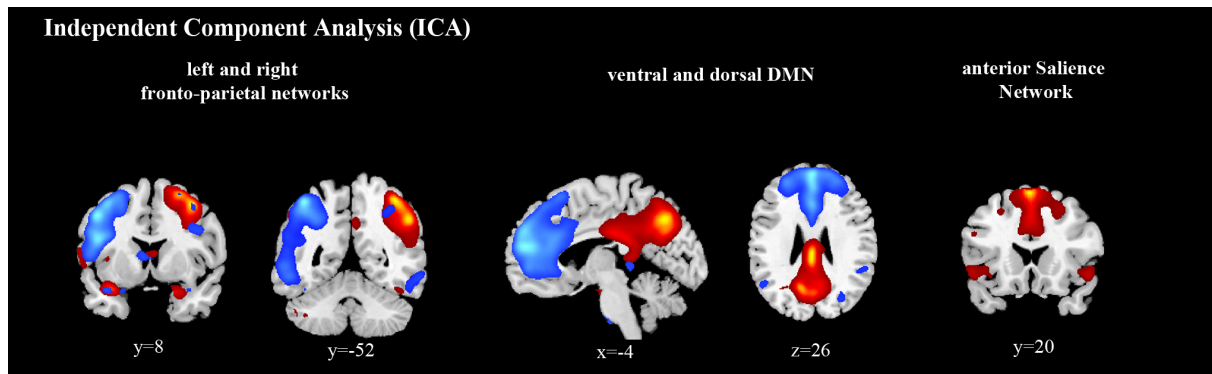 Independent Component Analysis (ICA)
left and right
fronto-parietal networks
ventral and dorsal DMN
anterior Salience
Network
y=8
y=-52
x=-4
z=26
y=20